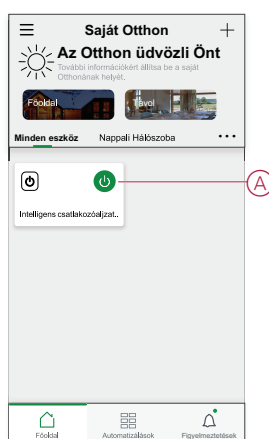 Saját Otthon
Az Otthon üdvözli Önt
További információkért állítsa be a saját
Otthonának helyét.
Főoldal
Távol
Minden eszköz
Nappali Hálószoba
Intelligens csatlakozóaljzat..
A
Főoldal
Automatizálások
Figyelmeztetések